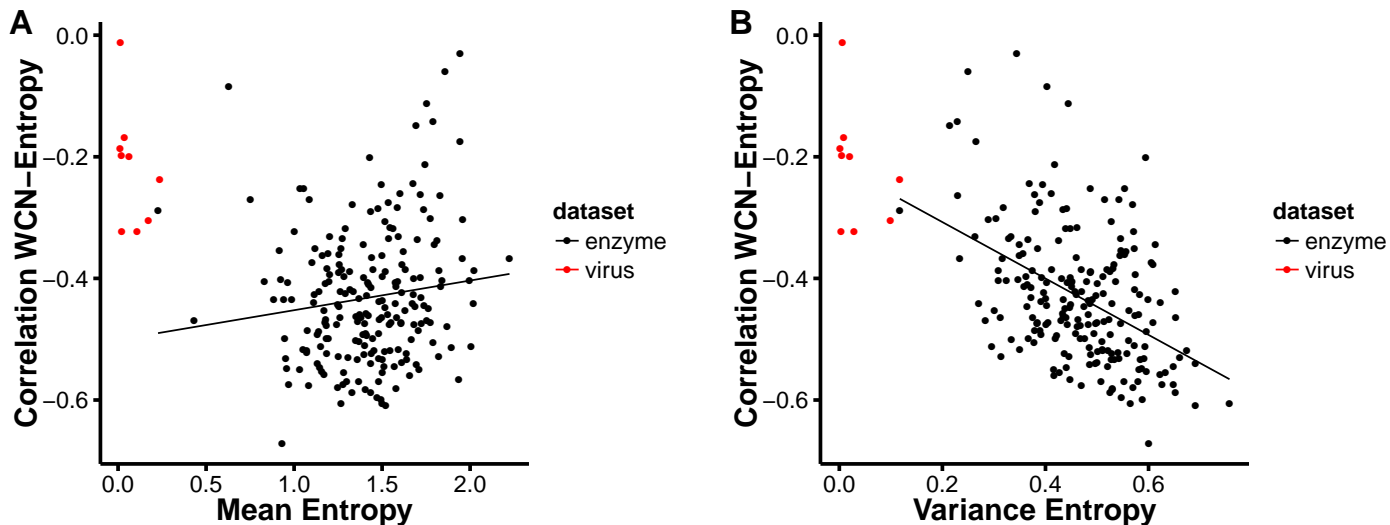 A
Correlation WCN−Entropy
0.0
−0.2
−0.4
−0.6
0.0 0.5 1.0 1.5 2.0
Mean Entropy
dataset
enzyme
virus
B
Correlation WCN−Entropy
0.0
−0.2
−0.4
−0.6
0.0 0.2 0.4 0.6
Variance Entropy
dataset
enzyme
virus